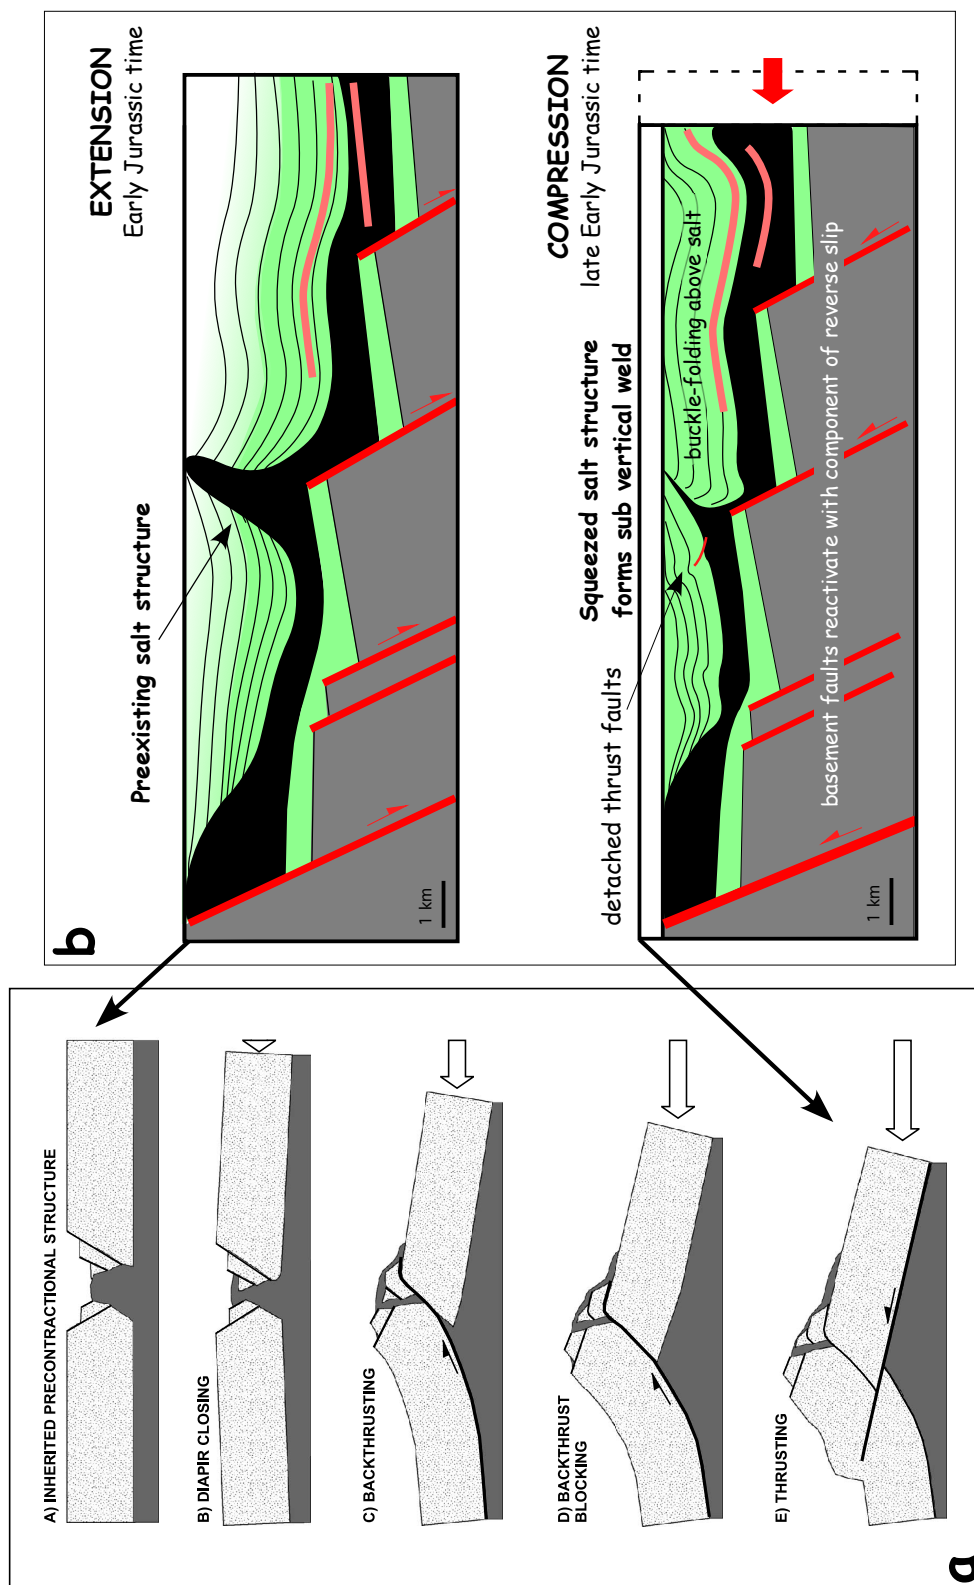 A) INHERITED PRECONTRACTIONAL STRUCTURE
B) DIAPIR CLOSING
C) BACKTHRUSTING
D) BACKTHRUST
BLOCKING
E) THRUSTING
b
EXTENSION
Early Jurassic time
Preexisting salt structure
1 km
COMPRESSION
late Early Jurassic time
Squeezed salt structure
forms sub vertical weld
detached thrust faults
buckle-folding above salt
basement faults reactivate with component of reverse slip
1 km